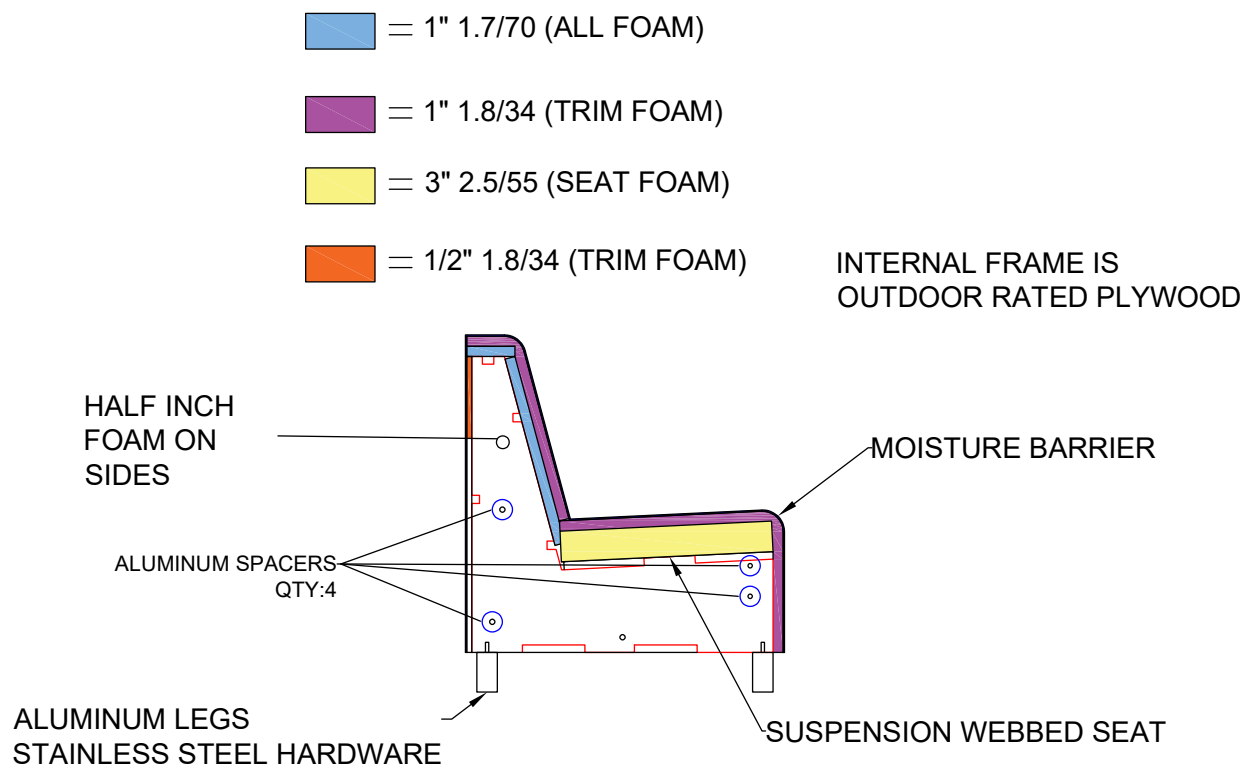 = 1" 1.7/70 (ALL FOAM)
= 1" 1.8/34 (TRIM FOAM)
= 3" 2.5/55 (SEAT FOAM)
= 1/2" 1.8/34 (TRIM FOAM)
INTERNAL FRAME IS
OUTDOOR RATED PLYWOOD
HALF INCH
FOAM ON
SIDES
MOISTURE BARRIER
ALUMINUM SPACERS
QTY:4
ALUMINUM LEGS
STAINLESS STEEL HARDWARE
SUSPENSION WEBBED SEAT